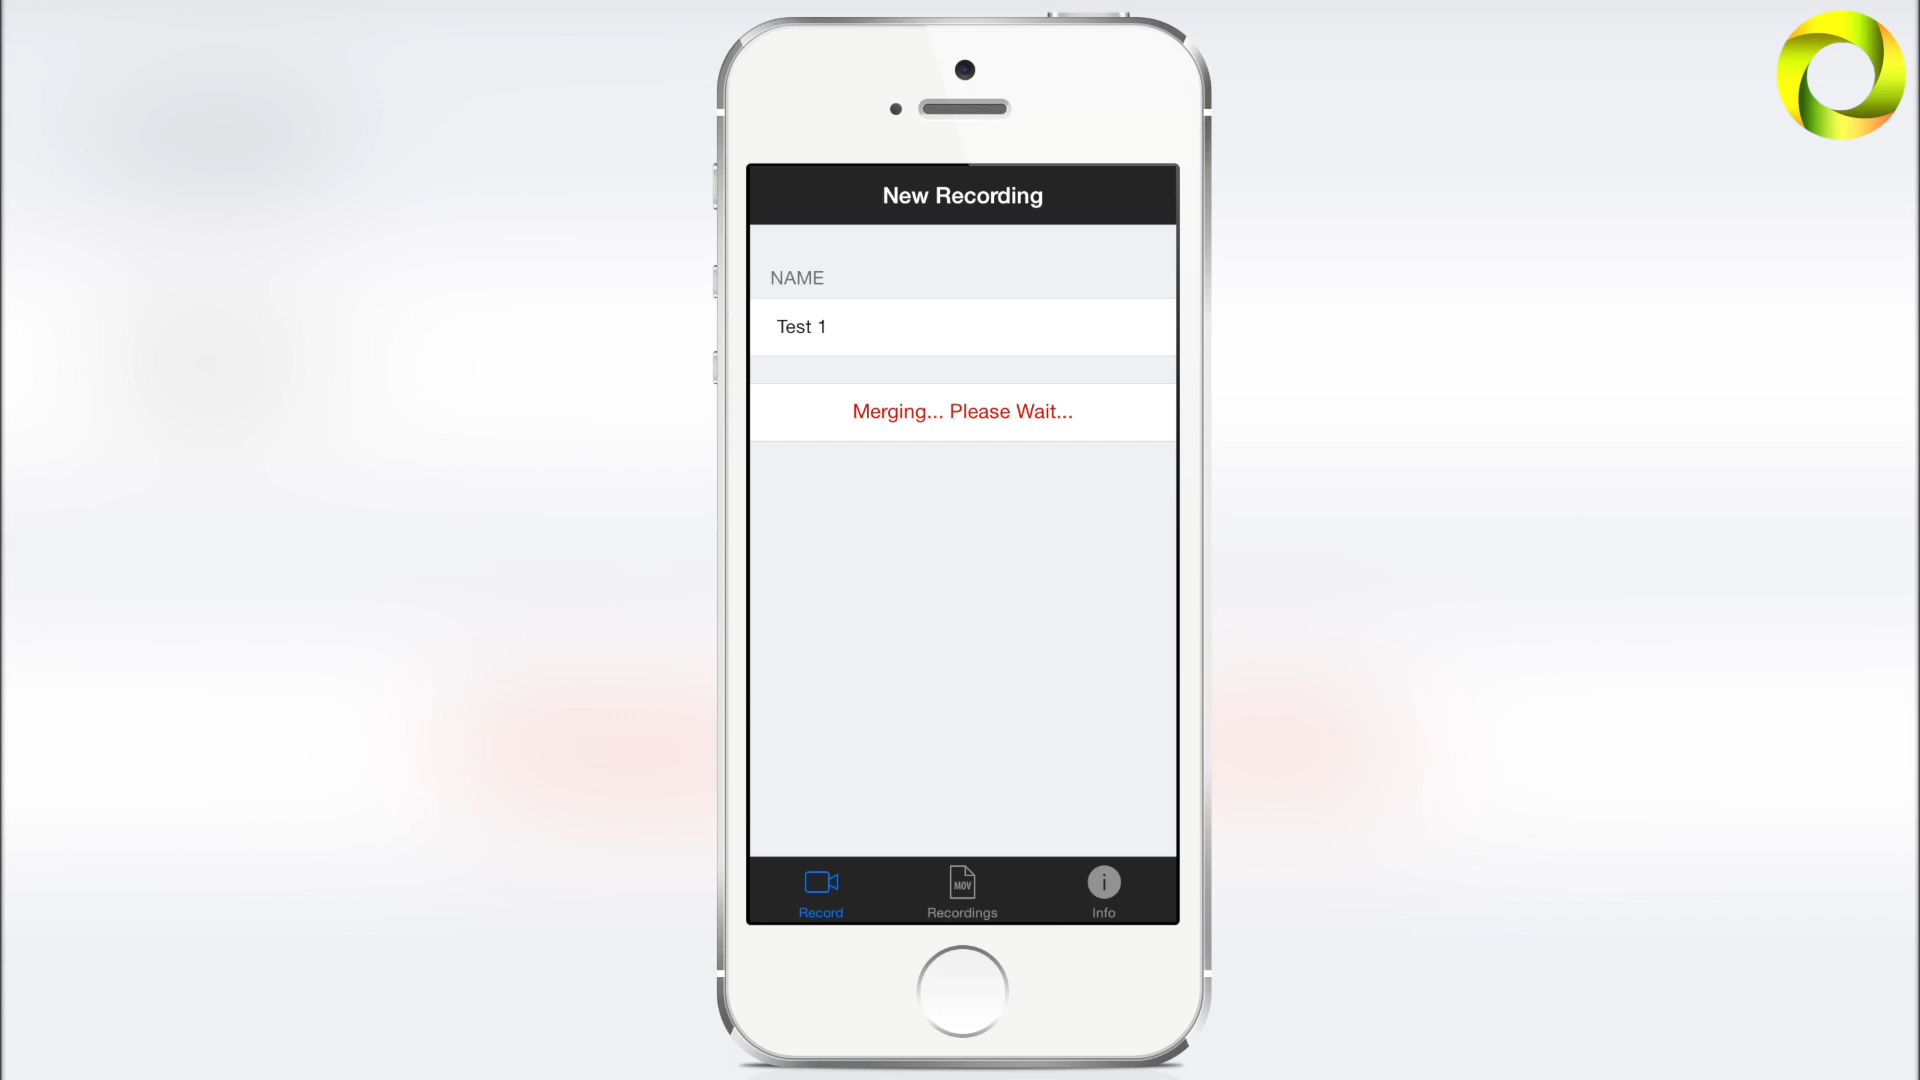 New Recording
NAME
Test 1
Merging... Please Wait...
MOV
Record
Recordings
i
Info